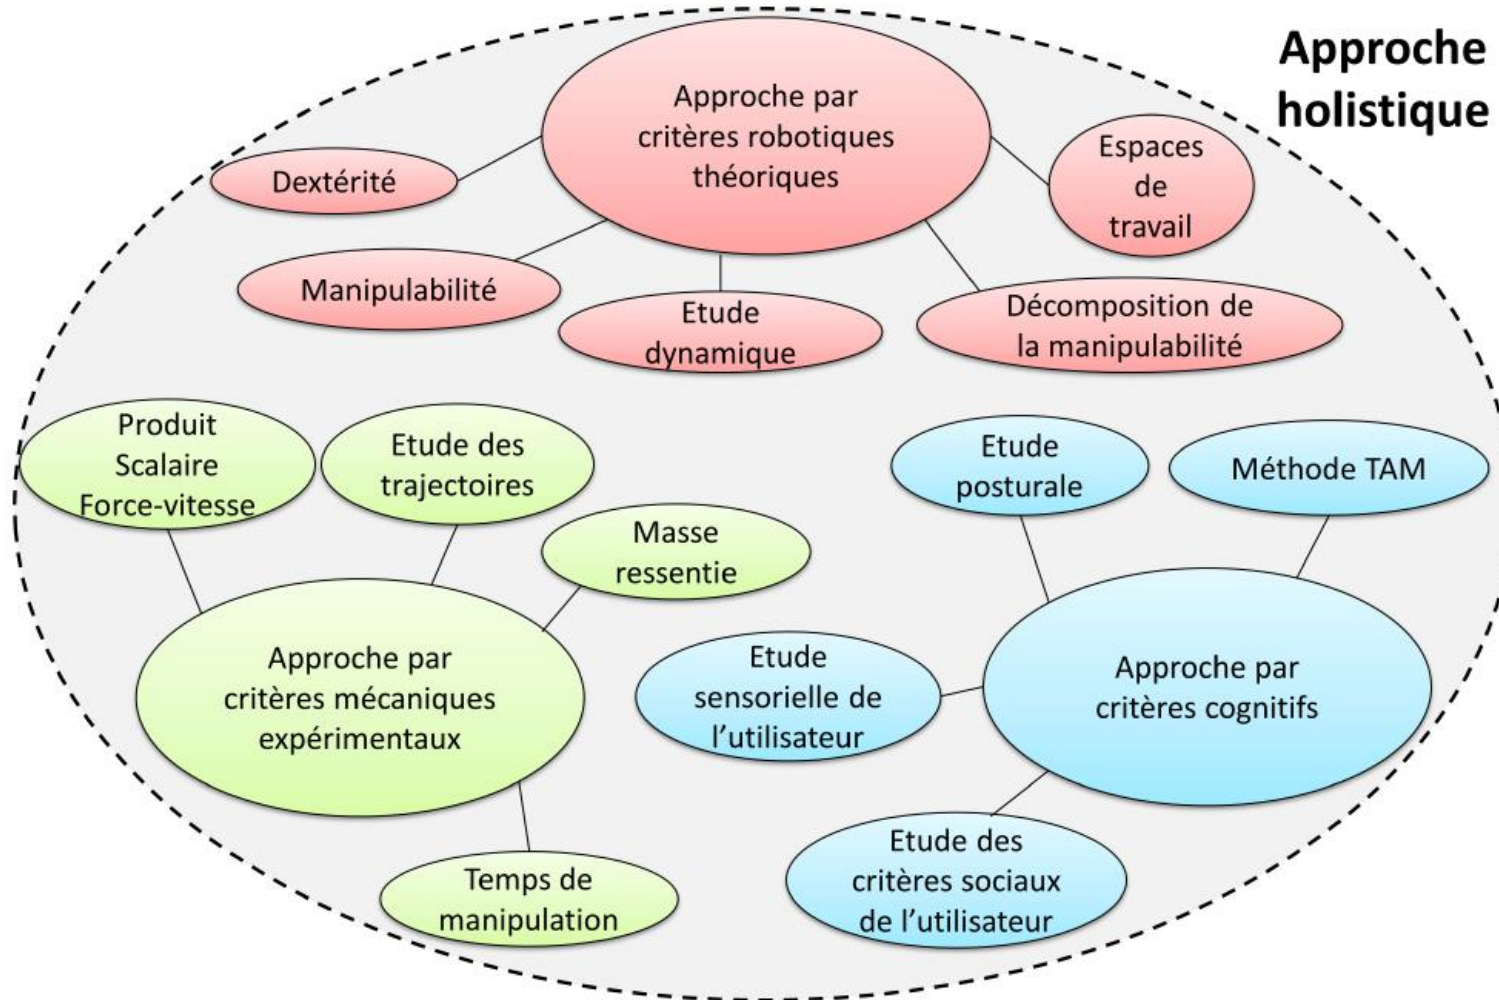 Approche
holistique
Approche par
critères robotiques
théoriques
Dextérité
Espaces
de
travail
Manipulabilité
Etude
dynamique
Décomposition de
la manipulabilité
Produit
Scalaire
Force-vitesse
Etude des
trajectoires
Masse
ressentie
Approche par
critères mécaniques
expérimentaux
Temps de
manipulation
Etude
posturale
Méthode TAM
Etude
sensorielle de
l’utilisateur
Approche par
critères cognitifs
Etude des
critères sociaux
de l’utilisateur